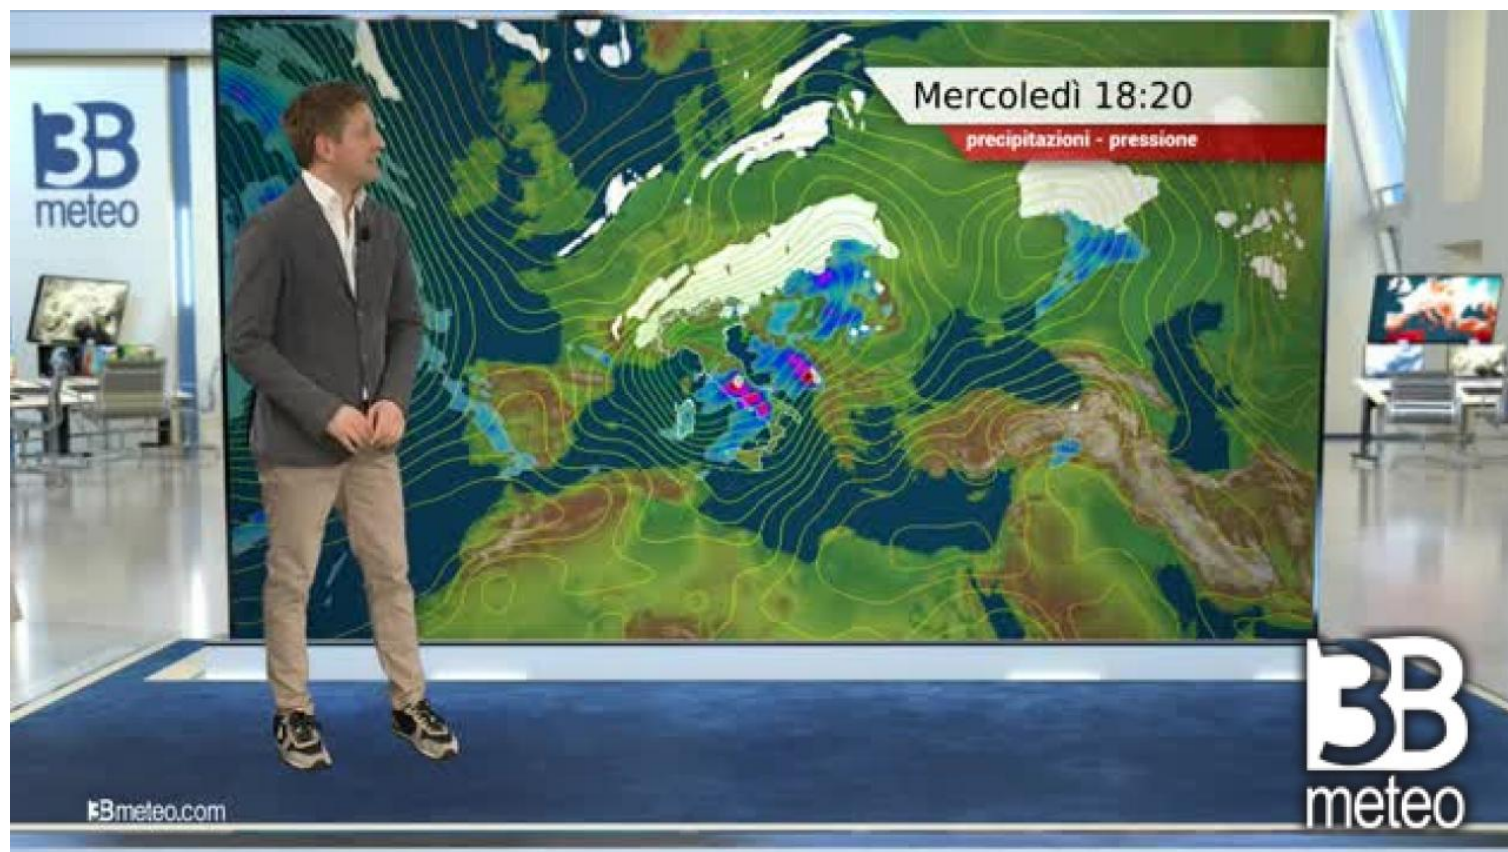 3B
meteo
Mercoledì 18:20
precipitazioni - pressione
3Bmeteo.com
3B
meteo